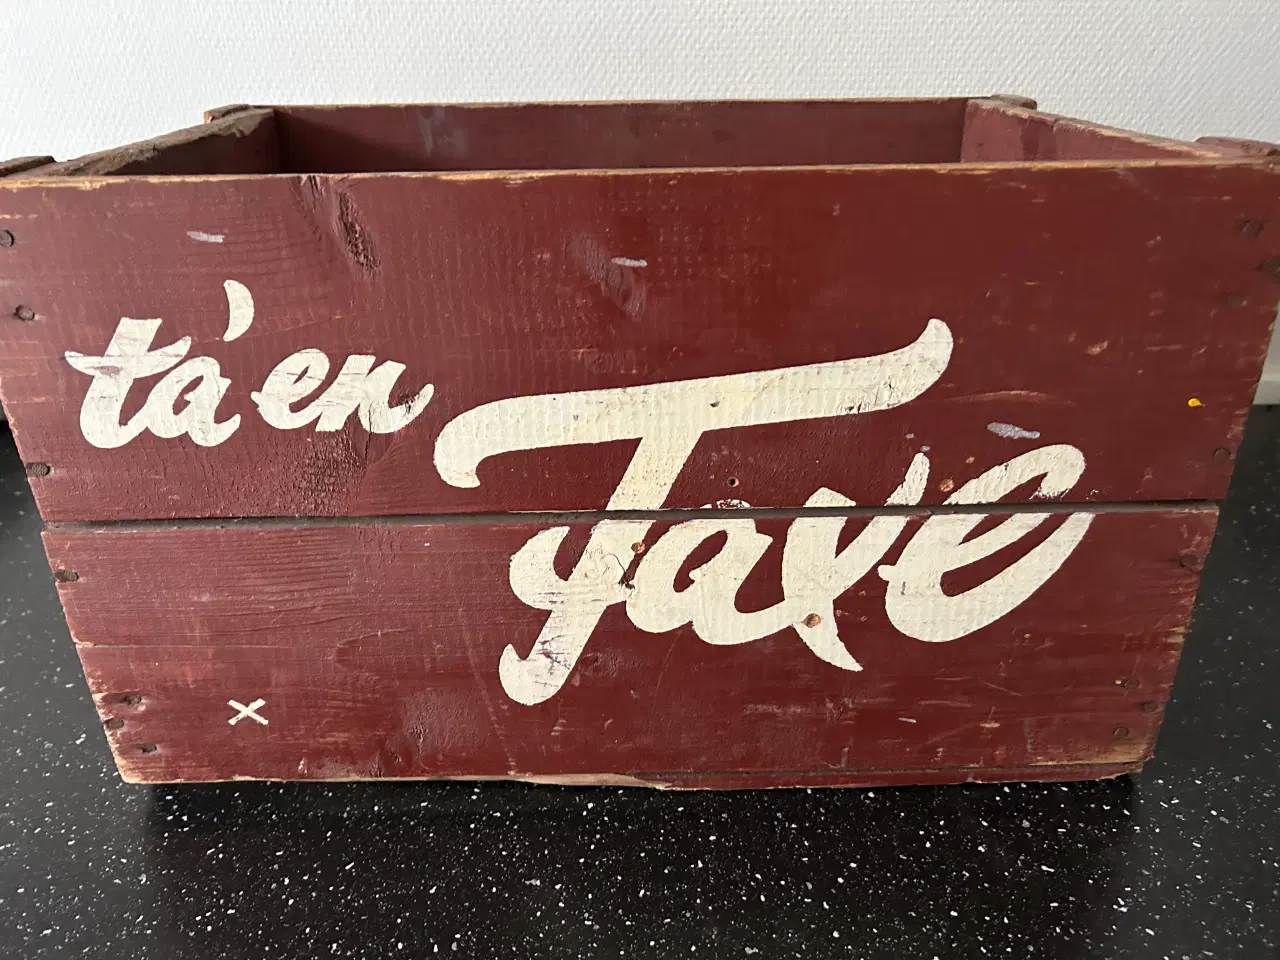 ta' en
Faxe
x